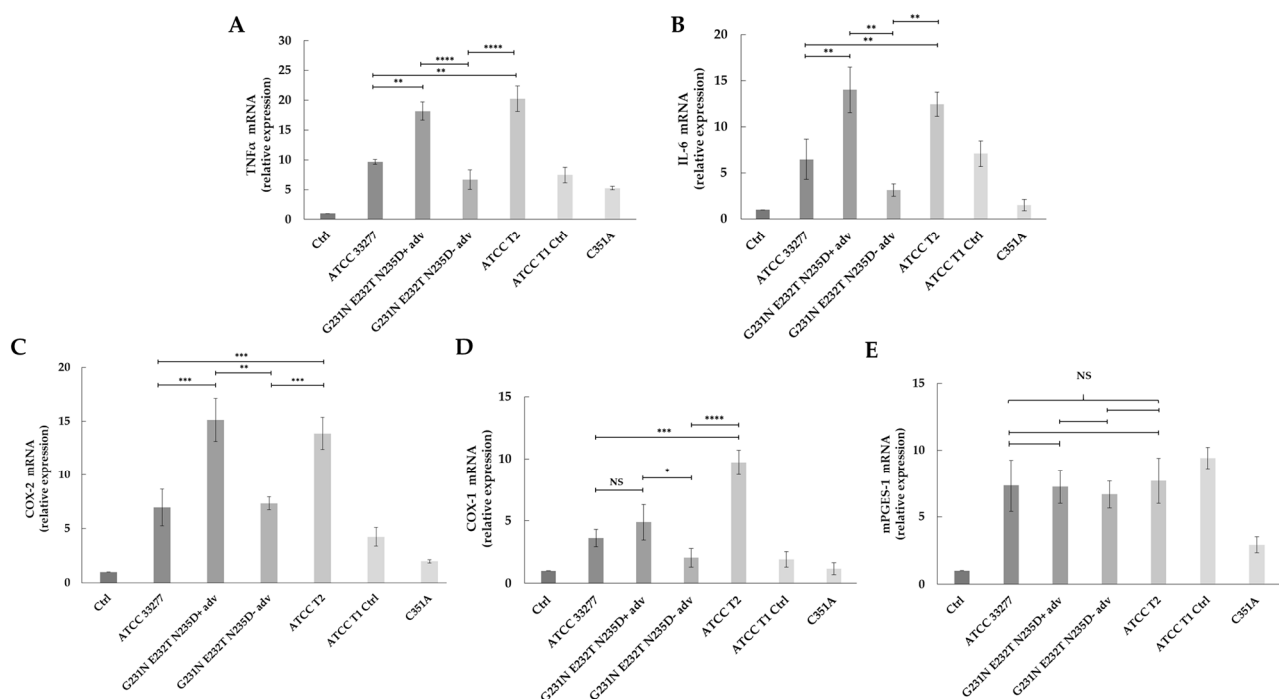 A
TNFα mRNA
(relative expression)
30
25
20
15
10
5
0
**
****
**
****
Ctrl
ATCC 33277
G231N E232T N235D+ adv
G231N E232T N235D- adv
ATCC T2
ATCC T1 Ctrl
C351A
B
IL-6 mRNA
(relative expression)
20
15
10
5
0
**
**
**
**
Ctrl
ATCC 33277
G231N E232T N235D+ adv
G231N E232T N235D- adv
ATCC T2
ATCC T1 Ctrl
C351A
C
COX-2 mRNA
(relative expression)
20
15
10
5
0
***
**
***
***
Ctrl
ATCC 33277
G231N E232T N235D+ adv
G231N E232T N235D- adv
ATCC T2
ATCC T1 Ctrl
C351A
D
COX-1 mRNA
(relative expression)
15
10
5
0
****
***
*
NS
Ctrl
ATCC 33277
G231N E232T N235D+ adv
G231N E232T N235D- adv
ATCC T2
ATCC T1 Ctrl
C351A
E
mPGES-1 mRNA
(relative expression)
15
10
5
0
NS
Ctrl
ATCC 33277
G231N E232T N235D+ adv
G231N E232T N235D- adv
ATCC T2
ATCC T1 Ctrl
C351A